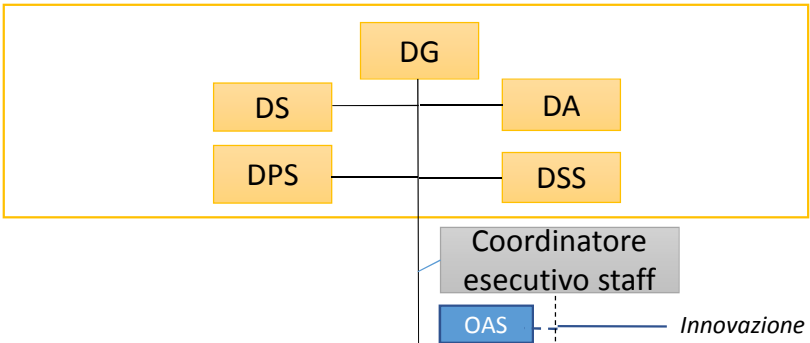 DG
DS
DA
DPS
DSS
Coordinatore
esecutivo staff
OAS
Innovazione